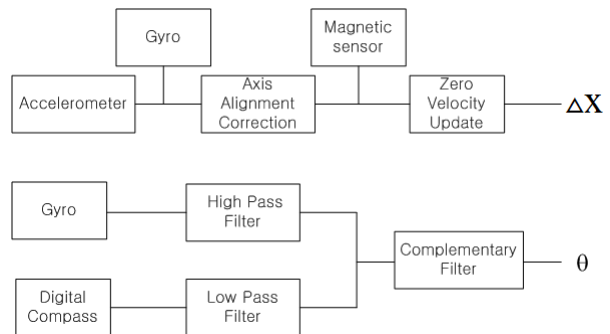 Gyro
Magnetic
sensor
Accelerometer
Axis
Alignment
Correction
Zero
Velocity
Update
△X
Gyro
High Pass
Filter
Complementary
Filter
θ
Digital
Compass
Low Pass
Filter